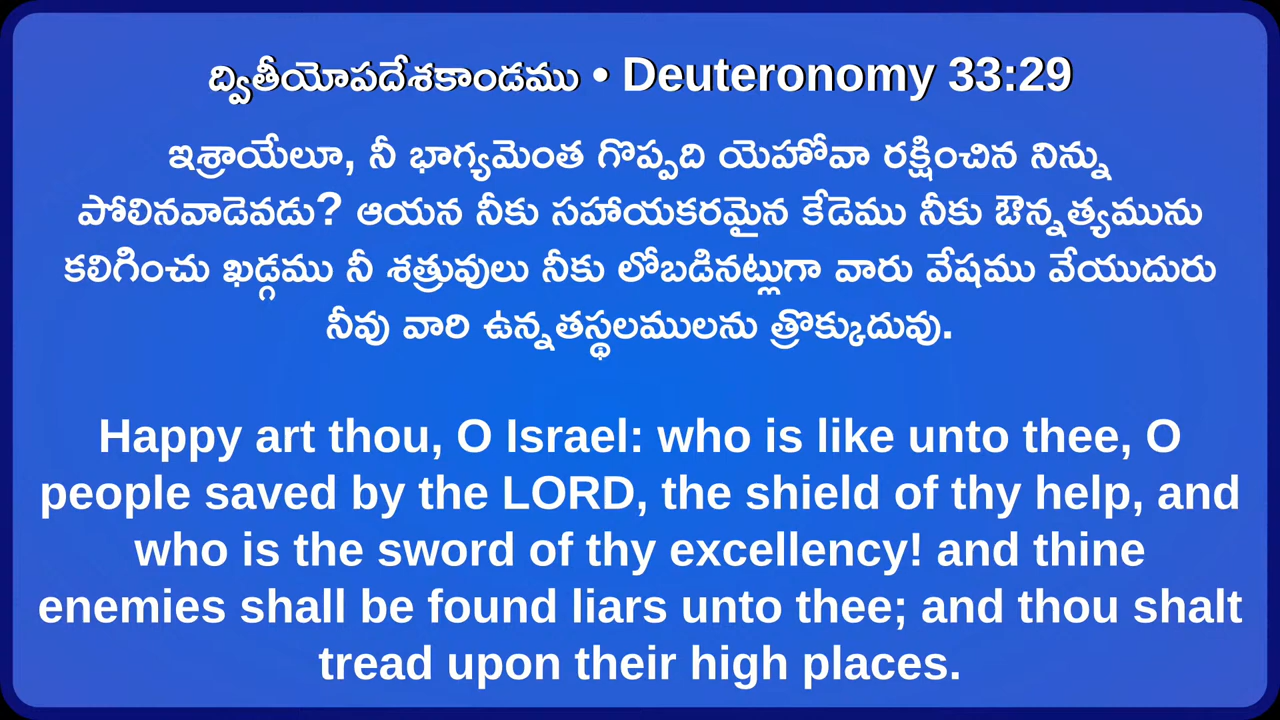 ద్వితీయోపదేశకాండము • Deuteronomy 33:29
ఇశ్రాయేలూ, నీ భాగ్యమెంత గొప్పది యెహోవా రక్షించిన నిన్ను
పోలినవాడెవడు? ఆయన నీకు సహాయకరమైన కేడెము నీకు ఔన్నత్యమును
కలిగించు ఖడ్గము నీ శత్రువులు నీకు లోబడినట్లుగా వారు వేషము వేయుదురు
నీవు వారి ఉన్నతస్థలములను త్రొక్కుదువు.
Happy art thou, O Israel: who is like unto thee, O
people saved by the LORD, the shield of thy help, and
who is the sword of thy excellency! and thine
enemies shall be found liars unto thee; and thou shalt
tread upon their high places.